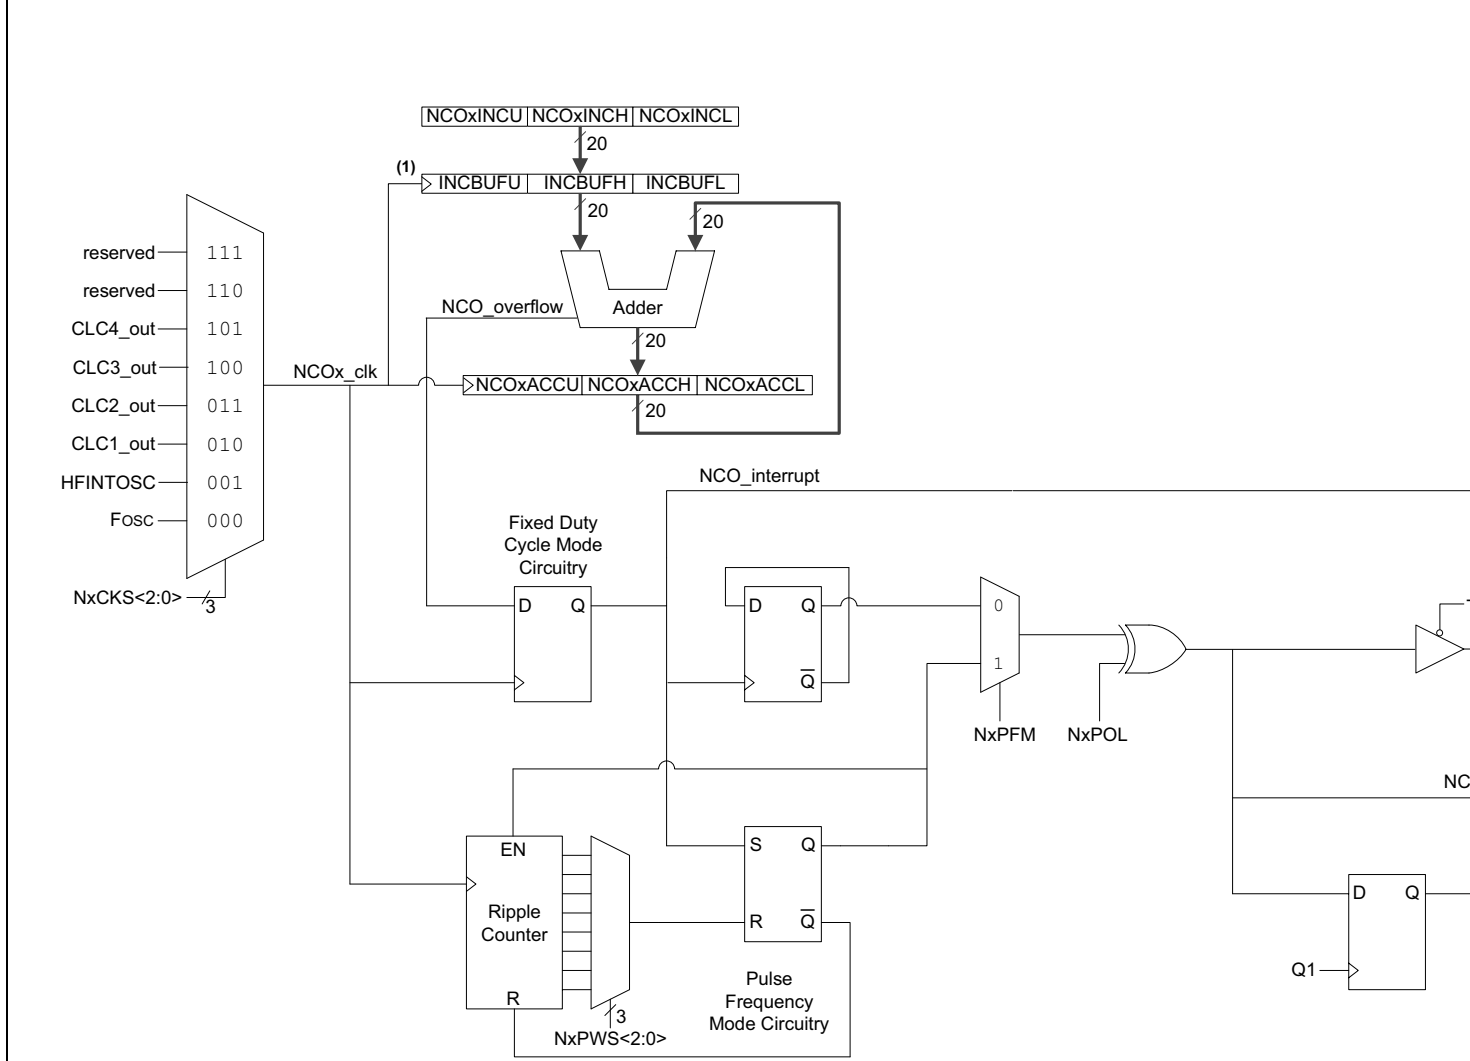 NCOxINCU NCOxINCH NCOxINCL
20
(1)
INCBUFU INCBUFH INCBUFL
20
20
reserved 111
reserved 110
CLC4_out 101
CLC3_out 100
CLC2_out 011
CLC1_out 010
HFINTOSC 001
FOSC 000
NxCKS<2:0>
3
NCOx_clk
NCO_overflow
Adder
20
NCOxACCU NCOxACCH NCOxACCL
20
NCO_interrupt
Fixed Duty
Cycle Mode
Circuitry
D Q
D Q
Q
0
1
NxPFM
NxPOL
NC
EN
Ripple
Counter
R
3
NxPWS<2:0>
S Q
R Q
Pulse
Frequency
Mode Circuitry
D Q
Q1